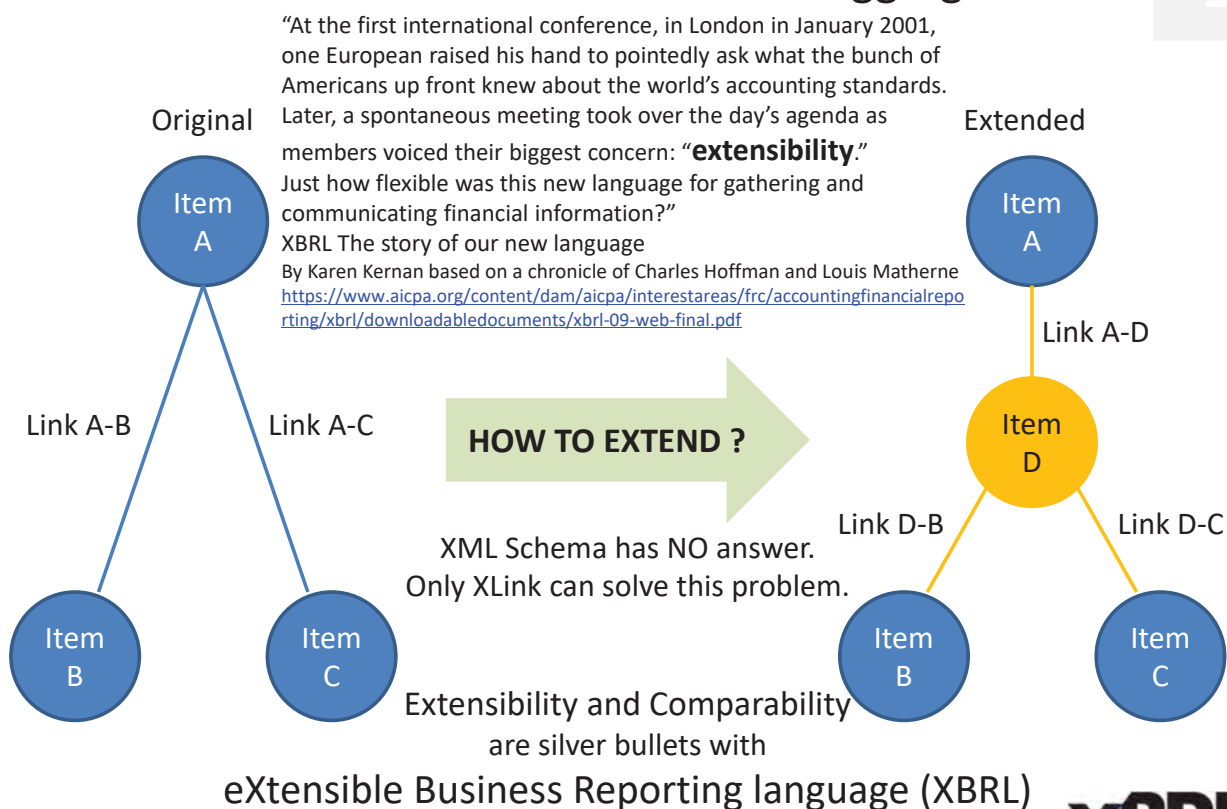 “At the first international conference, in London in January 2001,
one European raised his hand to pointedly ask what the bunch of
Americans up front knew about the world’s accounting standards.
Later, a spontaneous meeting took over the day’s agenda as
members voiced their biggest concern: “extensibility.”
Just how flexible was this new language for gathering and
communicating financial information?”
XBRL The story of our new language
By Karen Kernan based on a chronicle of Charles Hoffman and Louis Matherne
https://www.aicpa.org/content/dam/aicpa/interestareas/frc/accountingfinancialrepo
rting/xbrl/downloadabledocuments/xbrl-09-web-final.pdf
Original
Item
A
Link A-B
Link A-C
Item
B
Item
C
HOW TO EXTEND ?
XML Schema has NO answer.
Only XLink can solve this problem.
Extended
Item
A
Link A-D
Item
D
Link D-B
Link D-C
Item
B
Item
C
Extensibility and Comparability
are silver bullets with
eXtensible Business Reporting language (XBRL)